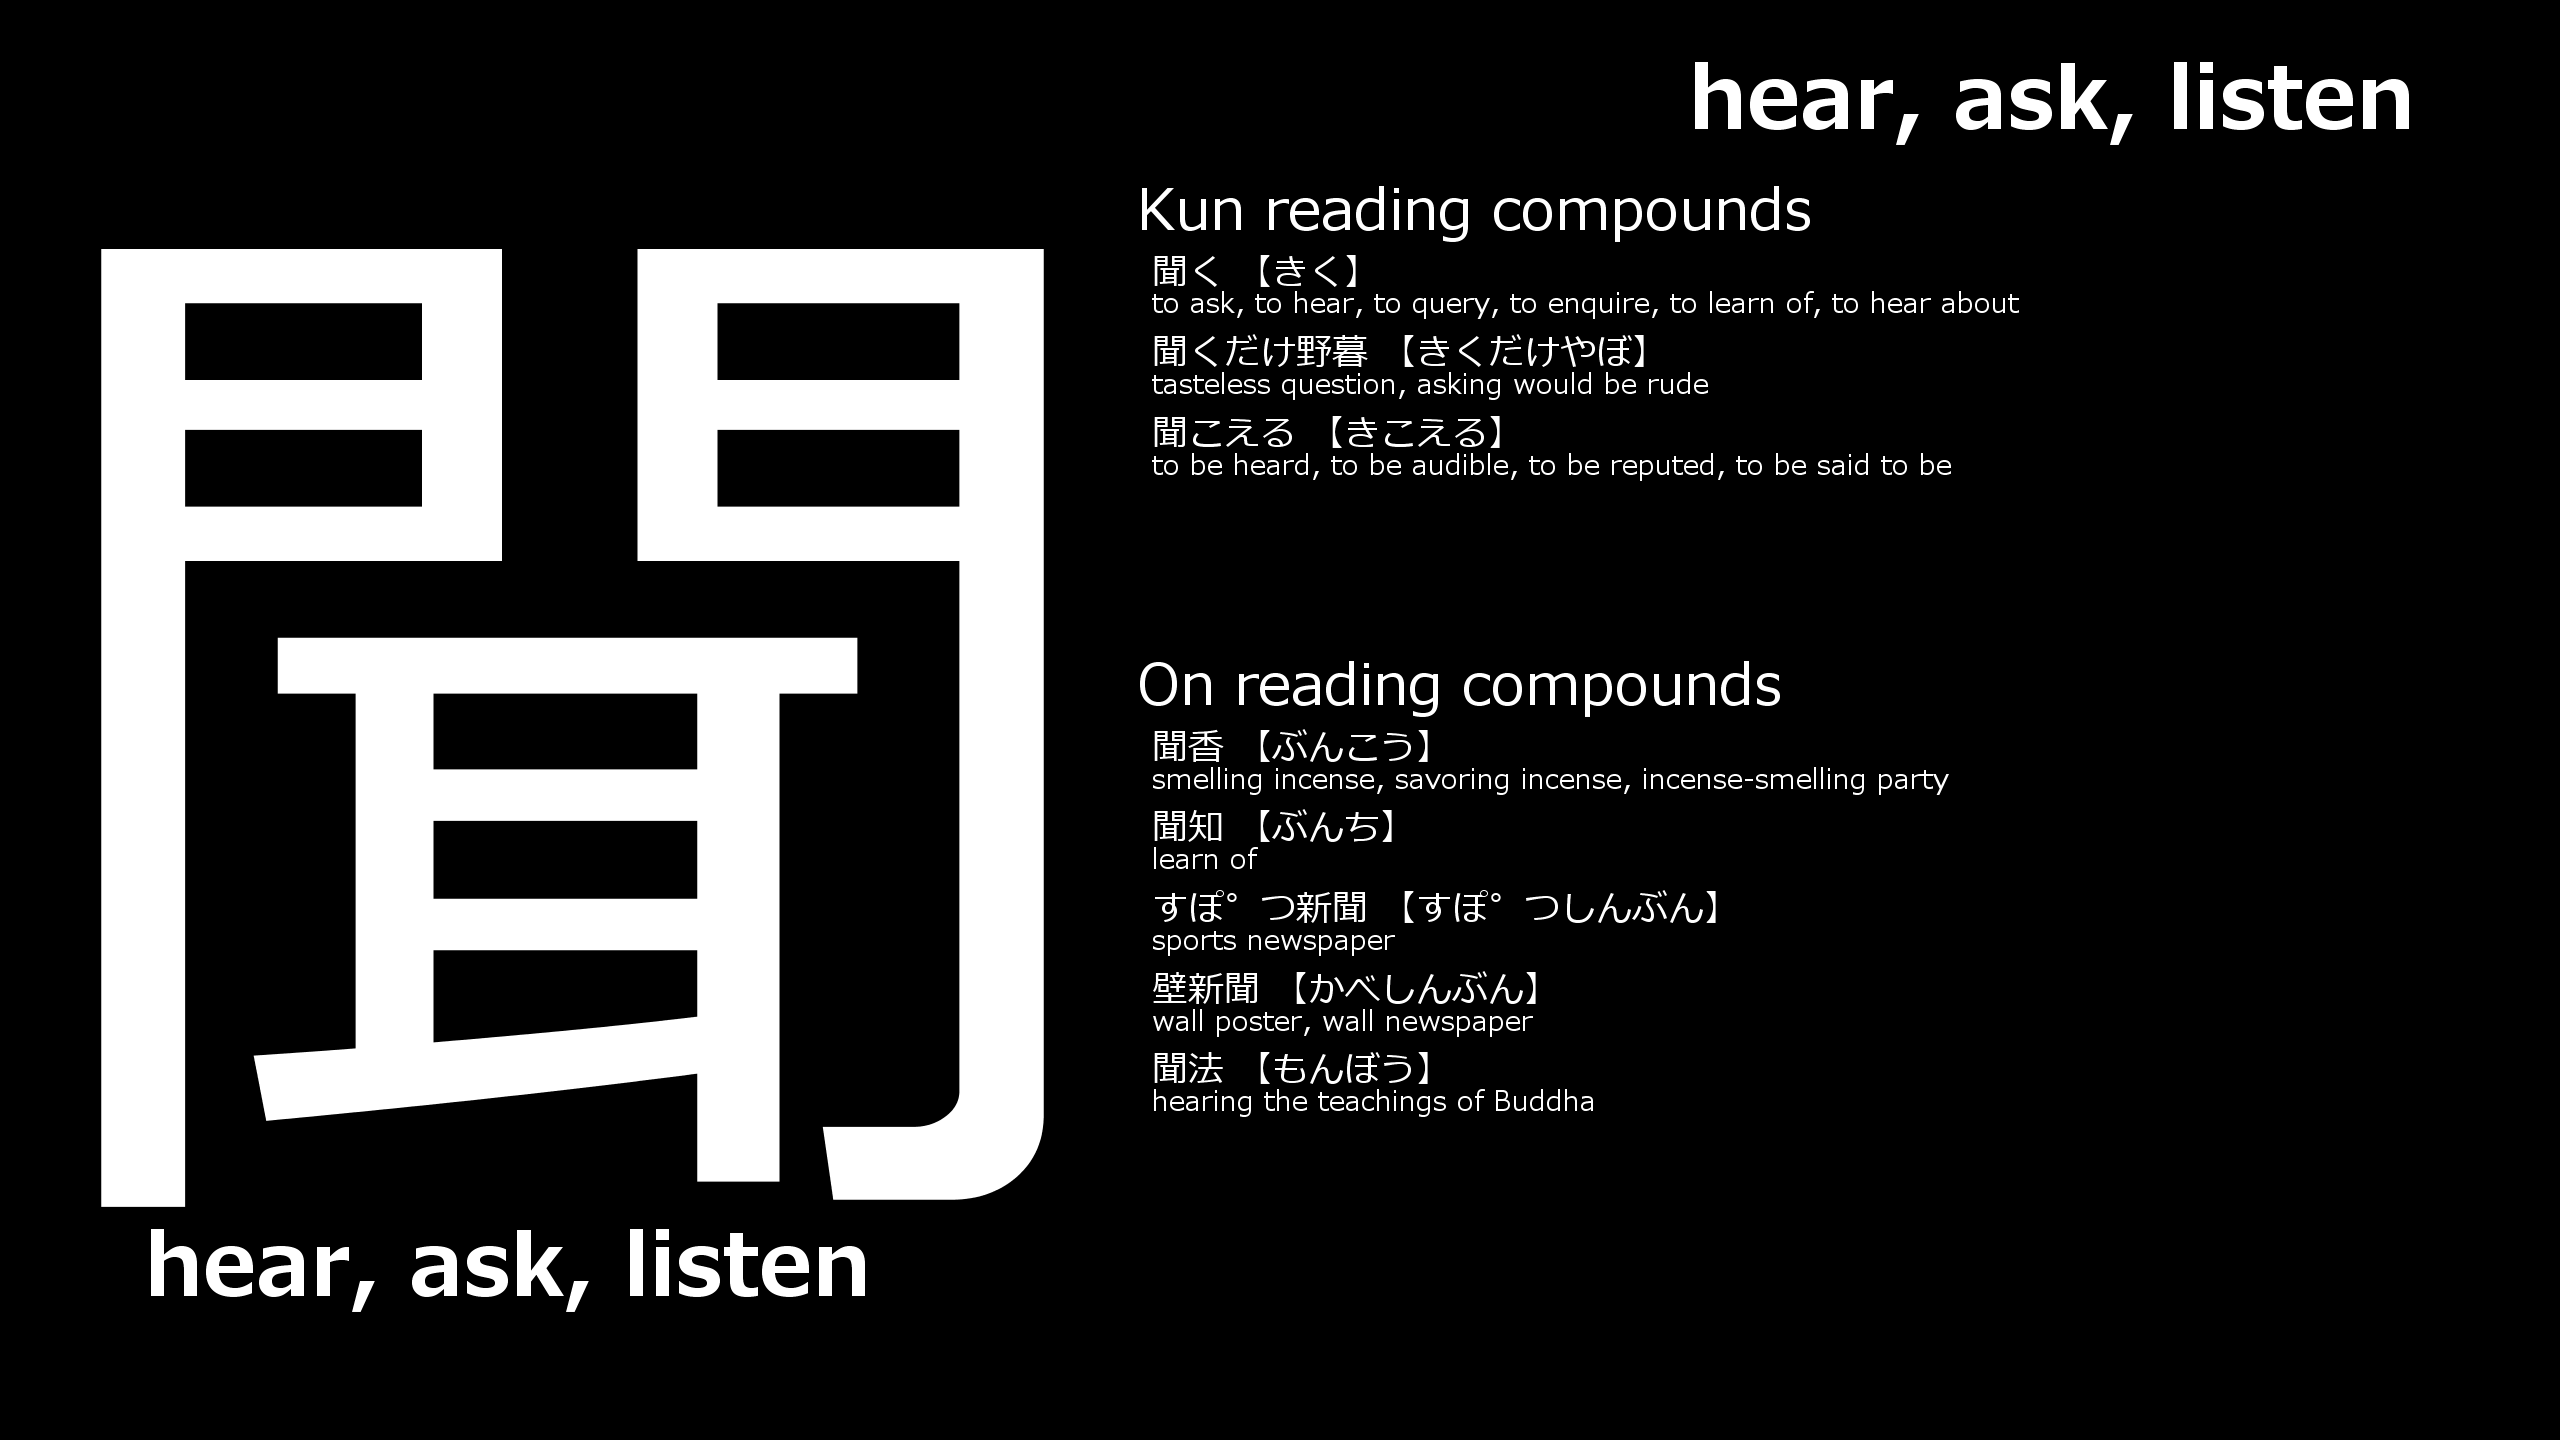 hear, ask, listen
聞
hear, ask, listen
Kun reading compounds
聞く 【きく】
to ask, to hear, to query, to enquire, to learn of, to hear about
聞くだけ野暮 【きくだけやぼ】
tasteless question, asking would be rude
聞こえる 【きこえる】
to be heard, to be audible, to be reputed, to be said to be
On reading compounds
聞香 【ぶんこう】
smelling incense, savoring incense, incense-smelling party
聞知 【ぶんち】
learn of
すぽ゜つ新聞 【すぽ゜つしんぶん】
sports newspaper
壁新聞 【かべしんぶん】
wall poster, wall newspaper
聞法 【もんぼう】
hearing the teachings of Buddha